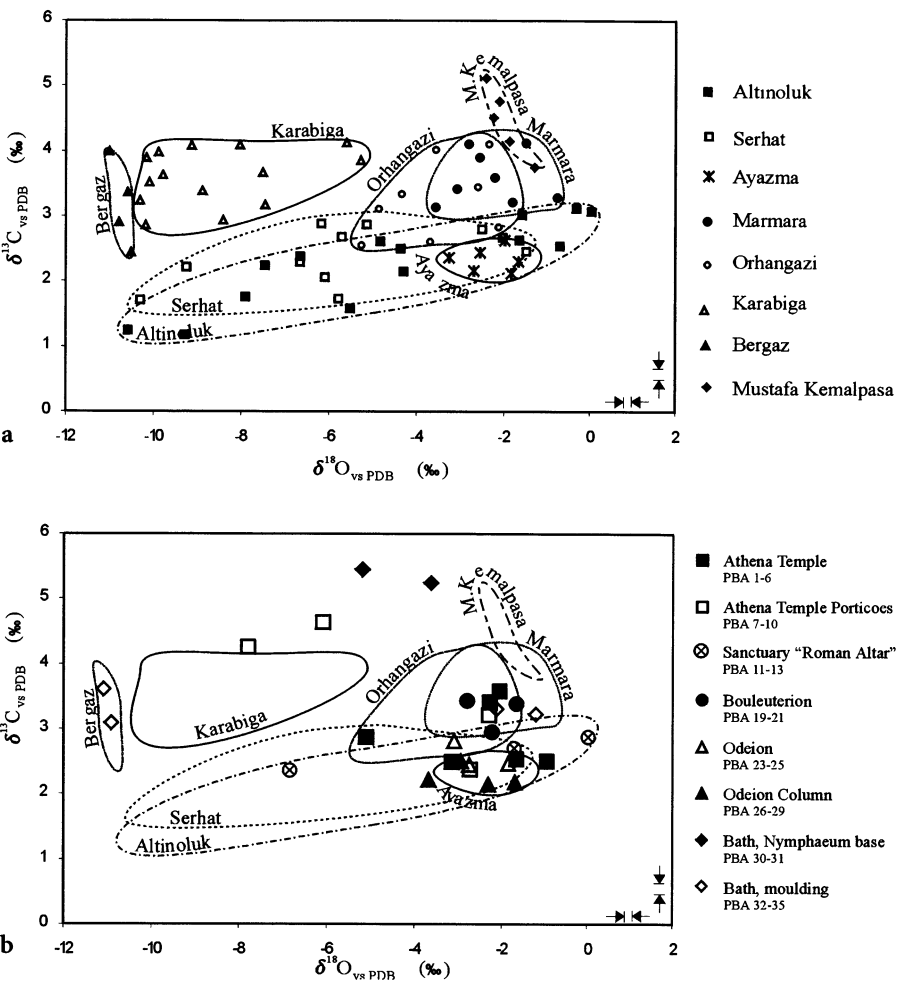 6
5
4
3
2
1
0
δ¹³C vs PDB (‰)
-12 -10 -8 -6 -4 -2 0 2
δ¹⁸O vs PDB (‰)
a
Bergaz
Karabiga
Orhangazi
M.Kemalpasa
Marmara
Ayazma
Serhat
Altinoluk
Altınoluk
Serhat
Ayazma
Marmara
Orhangazi
Karabiga
Bergaz
Mustafa Kemalpasa
6
5
4
3
2
1
0
δ¹³C vs PDB (‰)
-12 -10 -8 -6 -4 -2 0 2
δ¹⁸O vs PDB (‰)
b
Bergaz
Karabiga
Orhangazi
M.Kemalpasa
Marmara
Ayazma
Serhat
Altinoluk
Athena Temple
PBA 1-6
Athena Temple Porticoes
PBA 7-10
Sanctuary “Roman Altar”
PBA 11-13
Bouleuterion
PBA 19-21
Odeion
PBA 23-25
Odeion Column
PBA 26-29
Bath, Nymphaeum base
PBA 30-31
Bath, moulding
PBA 32-35